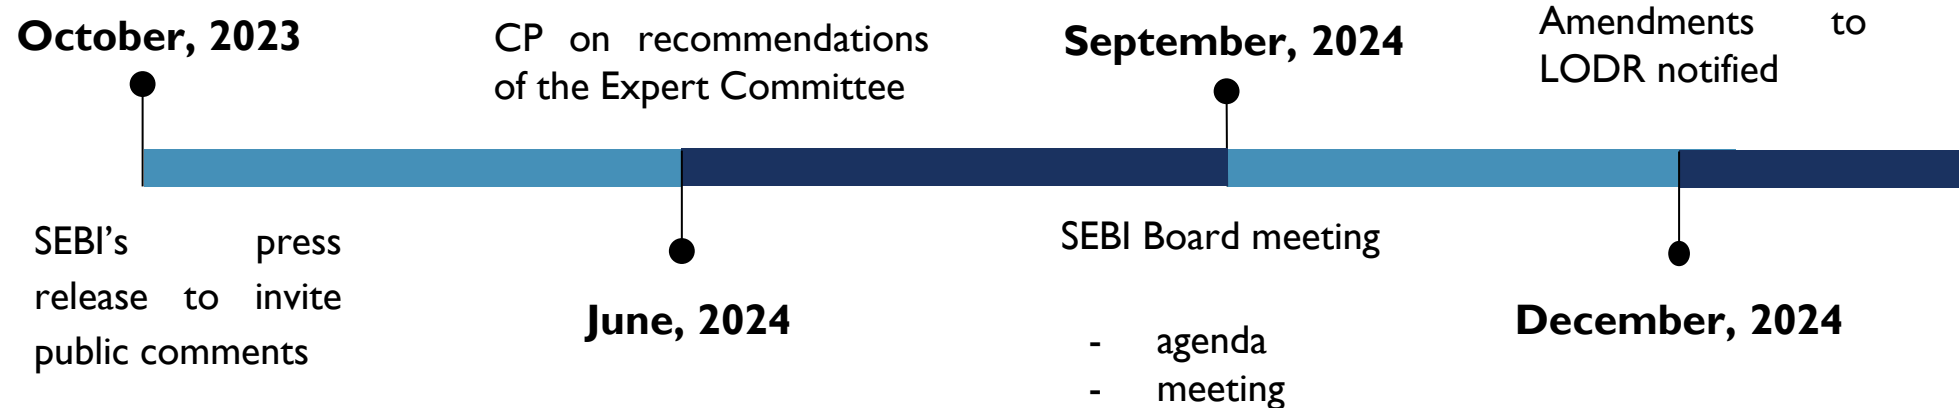 October, 2023
SEBI's press
release to invite
public comments
CP on recommendations
of the Expert Committee
June, 2024
September, 2024
SEBI Board meeting
- agenda
- meeting
Amendments to
LODR notified
December, 2024